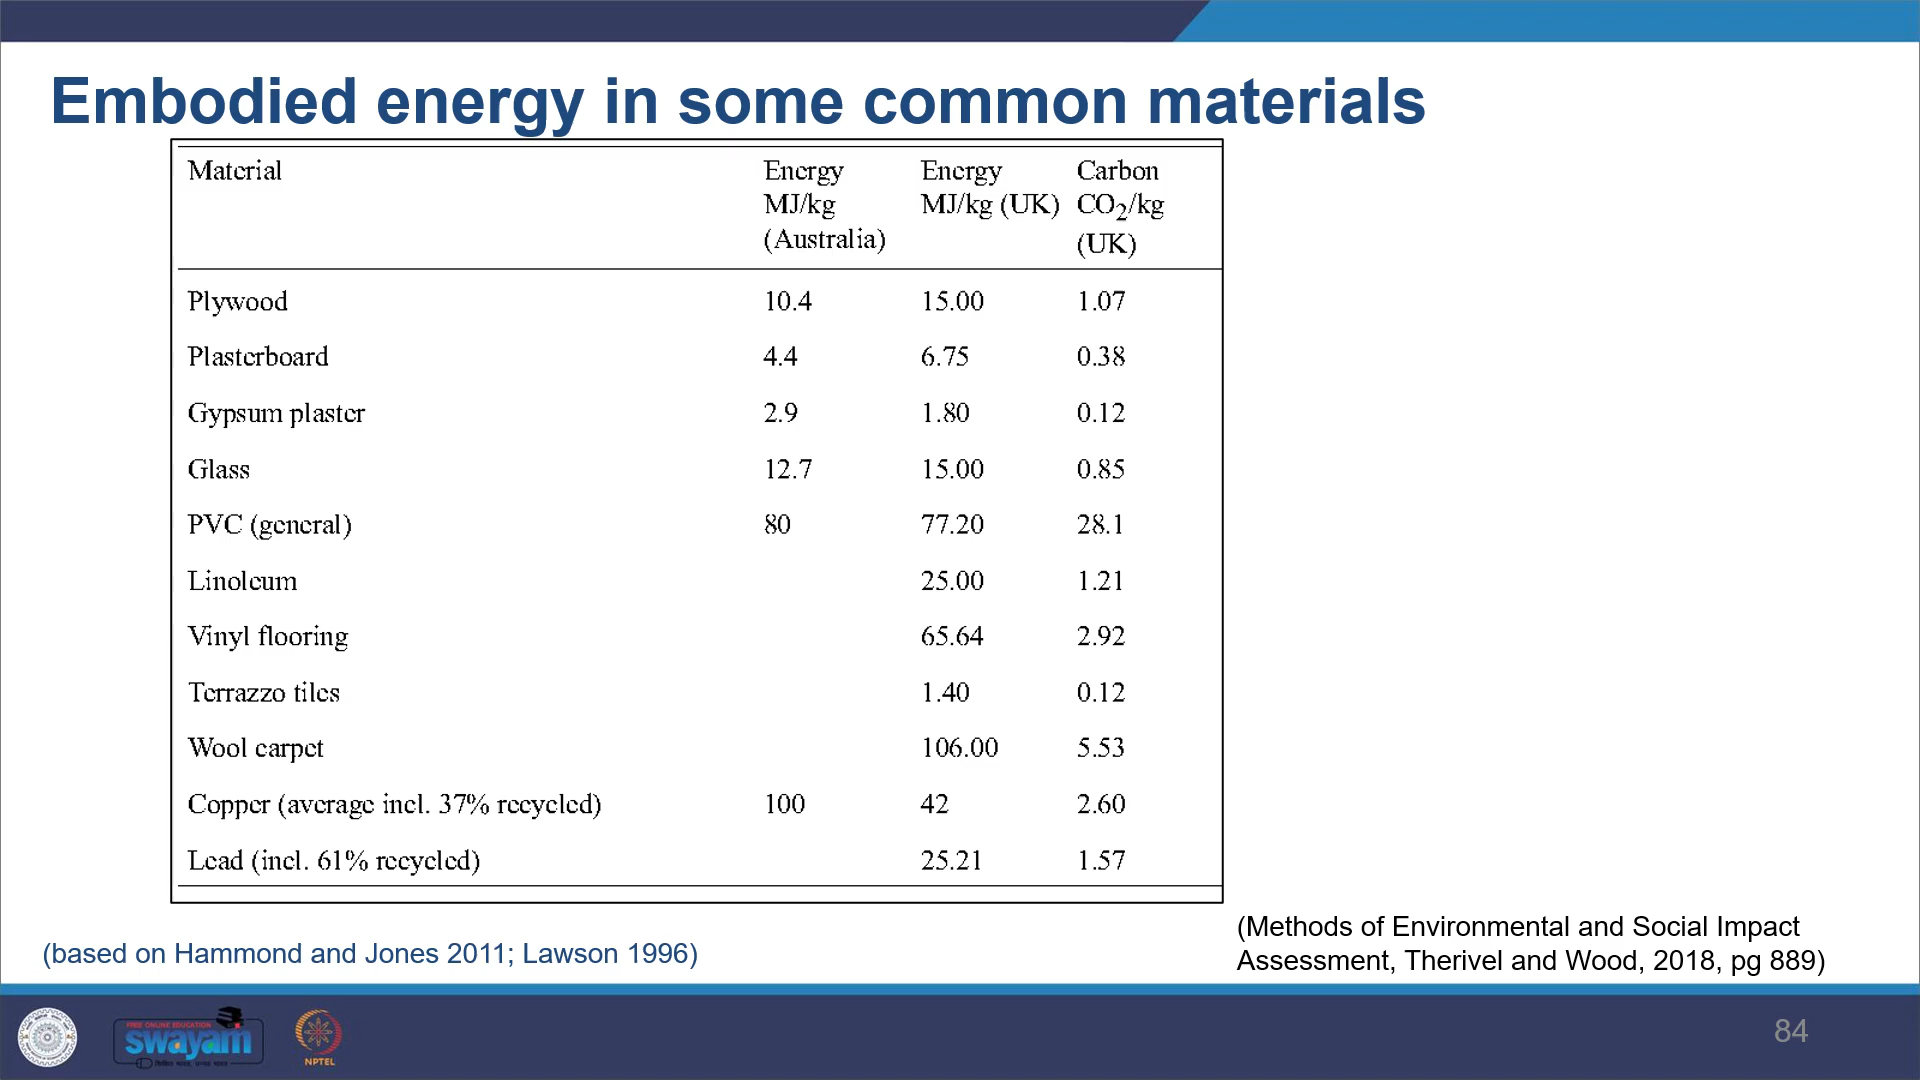 Embodied energy in some common materials
Material Energy MJ/kg (Australia) Energy MJ/kg (UK) Carbon CO2/kg (UK)
Plywood 10.4 15.00 1.07
Plasterboard 4.4 6.75 0.38
Gypsum plaster 2.9 1.80 0.12
Glass 12.7 15.00 0.85
PVC (general) 80 77.20 28.1
Linoleum 25.00 1.21
Vinyl flooring 65.64 2.92
Terrazzo tiles 1.40 0.12
Wool carpet 106.00 5.53
Copper (average incl. 37% recycled) 100 42 2.60
Lead (incl. 61% recycled) 25.21 1.57
(based on Hammond and Jones 2011; Lawson 1996)
(Methods of Environmental and Social Impact
Assessment, Therivel and Wood, 2018, pg 889)
FREE ONLINE EDUCATION
swayam
NPTEL
84